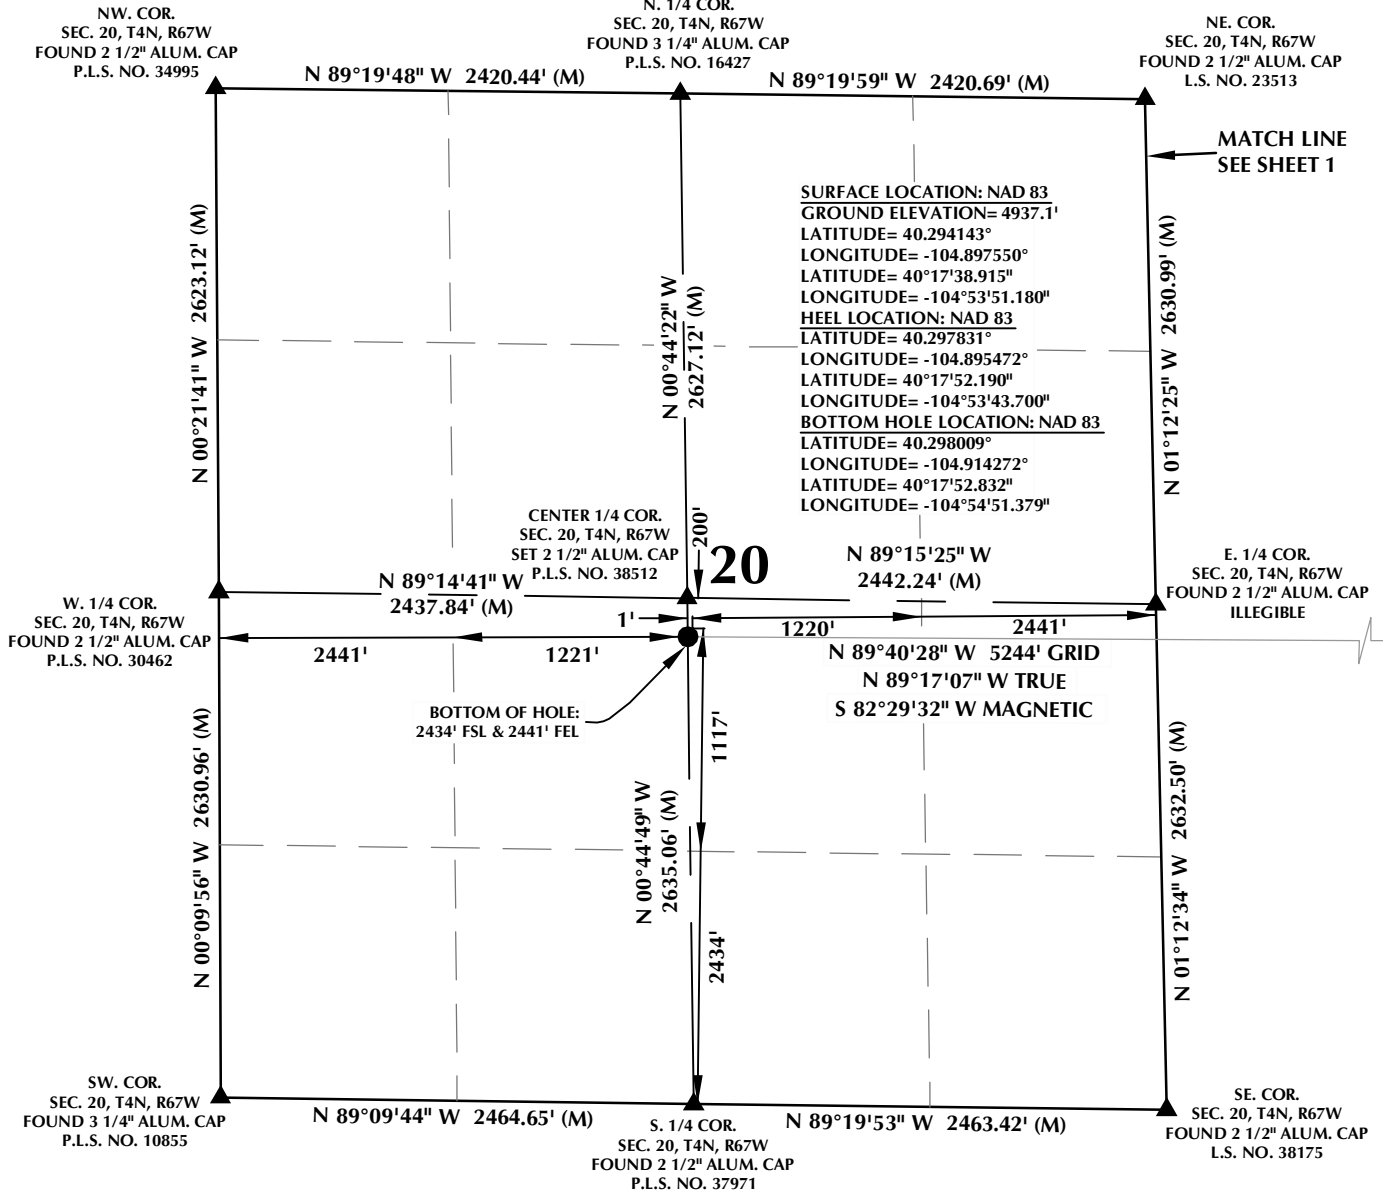 NW. COR.
SEC. 20, T4N, R67W
FOUND 2 1/2" ALUM. CAP
P.L.S. NO. 34995
N. 1/4 COR.
SEC. 20, T4N, R67W
FOUND 3 1/4" ALUM. CAP
P.L.S. NO. 16427
NE. COR.
SEC. 20, T4N, R67W
FOUND 2 1/2" ALUM. CAP
L.S. NO. 23513
N 89°19'48" W 2420.44' (M)
N 89°19'59" W 2420.69' (M)
MATCH LINE
SEE SHEET 1
SURFACE LOCATION: NAD 83
GROUND ELEVATION= 4937.1'
LATITUDE= 40.294143°
LONGITUDE= -104.897550°
LATITUDE= 40°17'38.915"
LONGITUDE= -104°53'51.180"
HEEL LOCATION: NAD 83
LATITUDE= 40.297831°
LONGITUDE= -104.895472°
LATITUDE= 40°17'52.190"
LONGITUDE= -104°53'43.700"
BOTTOM HOLE LOCATION: NAD 83
LATITUDE= 40.298009°
LONGITUDE= -104.914272°
LATITUDE= 40°17'52.832"
LONGITUDE= -104°54'51.379"
N 00°21'41" W 2623.12' (M)
N 00°44'22" W
2627.12' (M)
N 01°12'25" W 2630.99' (M)
CENTER 1/4 COR.
SEC. 20, T4N, R67W
SET 2 1/2" ALUM. CAP
P.L.S. NO. 38512
200'
20
N 89°14'41" W
2437.84' (M)
N 89°15'25" W
2442.24' (M)
W. 1/4 COR.
SEC. 20, T4N, R67W
FOUND 2 1/2" ALUM. CAP
P.L.S. NO. 30462
E. 1/4 COR.
SEC. 20, T4N, R67W
FOUND 2 1/2" ALUM. CAP
ILLEGIBLE
1'
2441'
1221'
1220'
2441'
N 89°40'28" W 5244' GRID
N 89°17'07" W TRUE
S 82°29'32" W MAGNETIC
BOTTOM OF HOLE:
2434' FSL & 2441' FEL
1117'
N 00°09'56" W 2630.96' (M)
N 00°44'49" W
2635.06' (M)
2434'
N 01°12'34" W 2632.50' (M)
SW. COR.
SEC. 20, T4N, R67W
FOUND 3 1/4" ALUM. CAP
P.L.S. NO. 10855
N 89°09'44" W 2464.65' (M)
S. 1/4 COR.
SEC. 20, T4N, R67W
FOUND 2 1/2" ALUM. CAP
P.L.S. NO. 37971
N 89°19'53" W 2463.42' (M)
SE. COR.
SEC. 20, T4N, R67W
FOUND 2 1/2" ALUM. CAP
L.S. NO. 38175